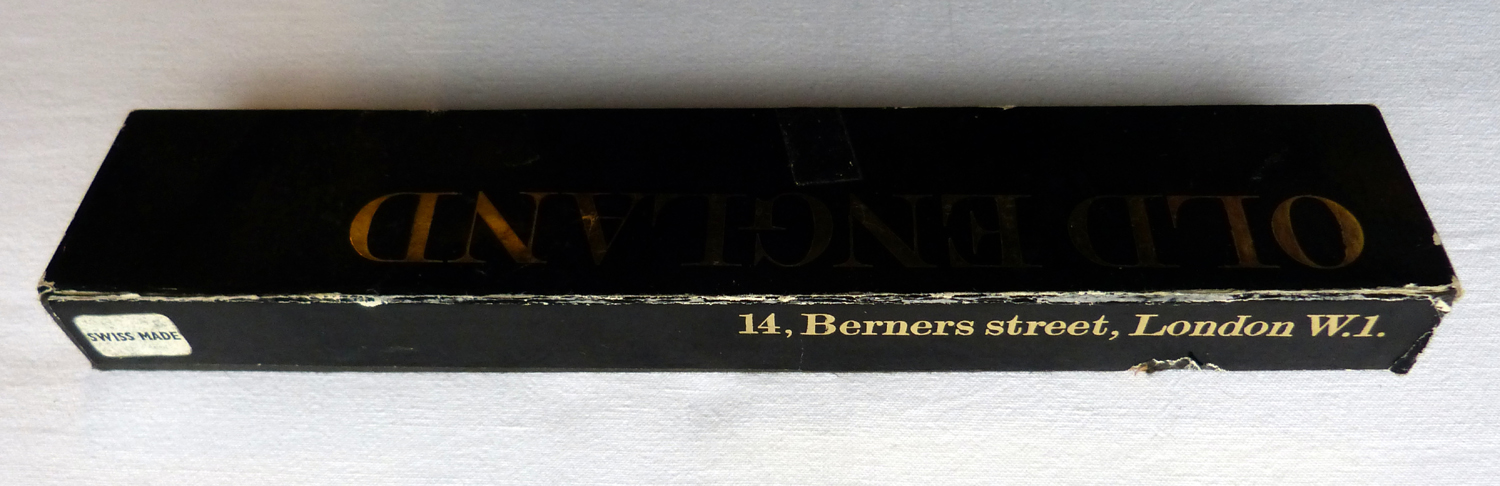 OLD ENGLAND
SWISS MADE
14, Berners street, London W.1.